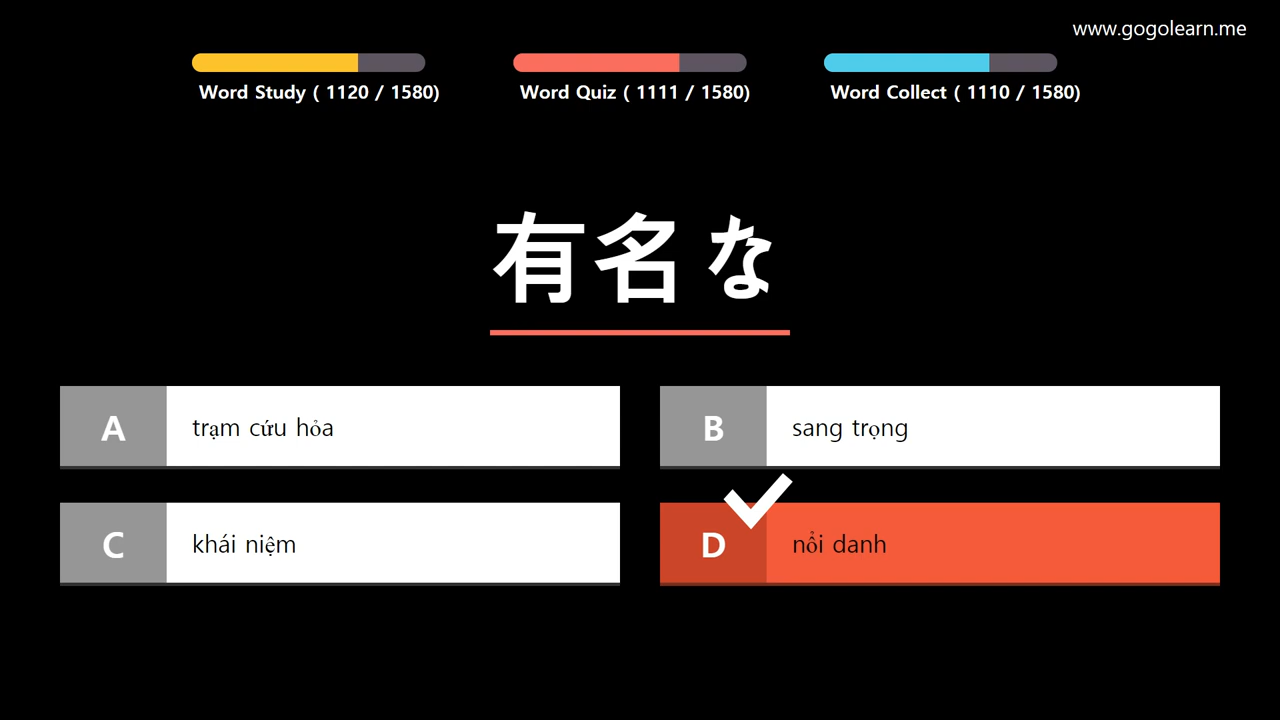 www.gogolearn.me
Word Study ( 1120 / 1580)
Word Quiz ( 1111 / 1580)
Word Collect ( 1110 / 1580)
有名な
A trạm cứu hỏa
B sang trọng
C khái niệm
D nổi danh